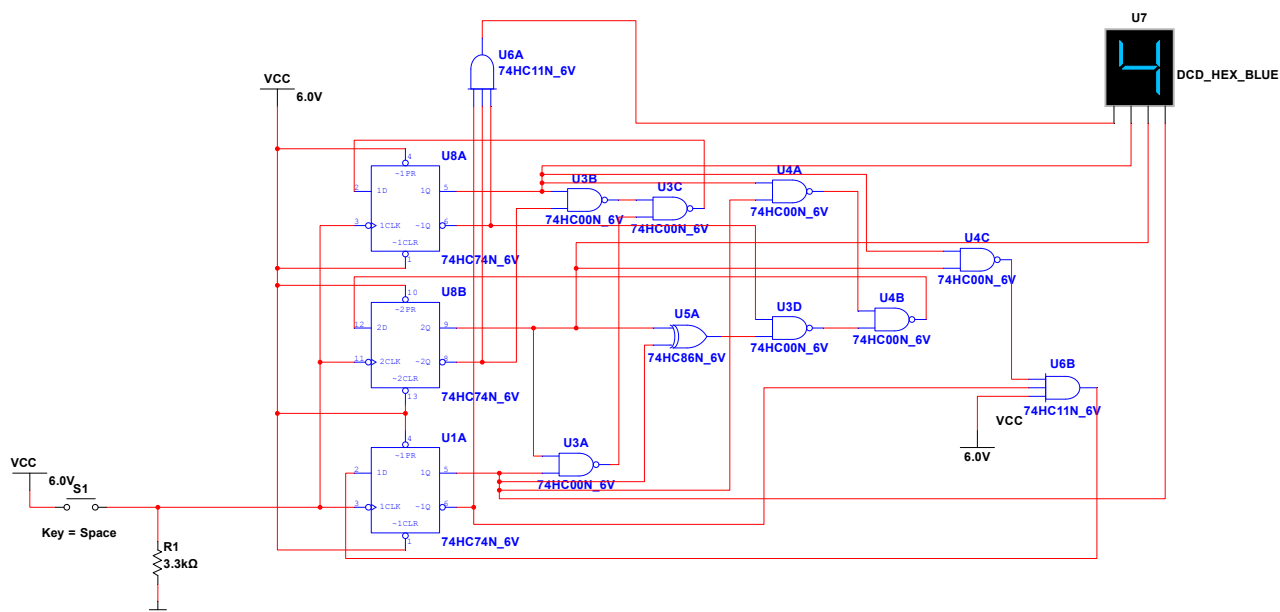 U7
4
DCD_HEX_BLUE
U6A
74HC11N_6V
VCC
6.0V
U8A
4
~1PR
2
1D
1Q
5
3
1CLK
~1Q
6
~1CLR
1
74HC74N_6V
U3B
74HC00N_6V
U3C
74HC00N_6V
U4A
74HC00N_6V
U4C
74HC00N_6V
U8B
10
~2PR
12
2D
2Q
9
11
2CLK
~2Q
8
~2CLR
13
74HC74N_6V
U5A
74HC86N_6V
U3D
74HC00N_6V
U4B
74HC00N_6V
U6B
74HC11N_6V
VCC
6.0V
U1A
4
~1PR
2
1D
1Q
5
3
1CLK
~1Q
6
~1CLR
1
74HC74N_6V
U3A
74HC00N_6V
VCC
6.0V
S1
Key = Space
R1
3.3kΩ